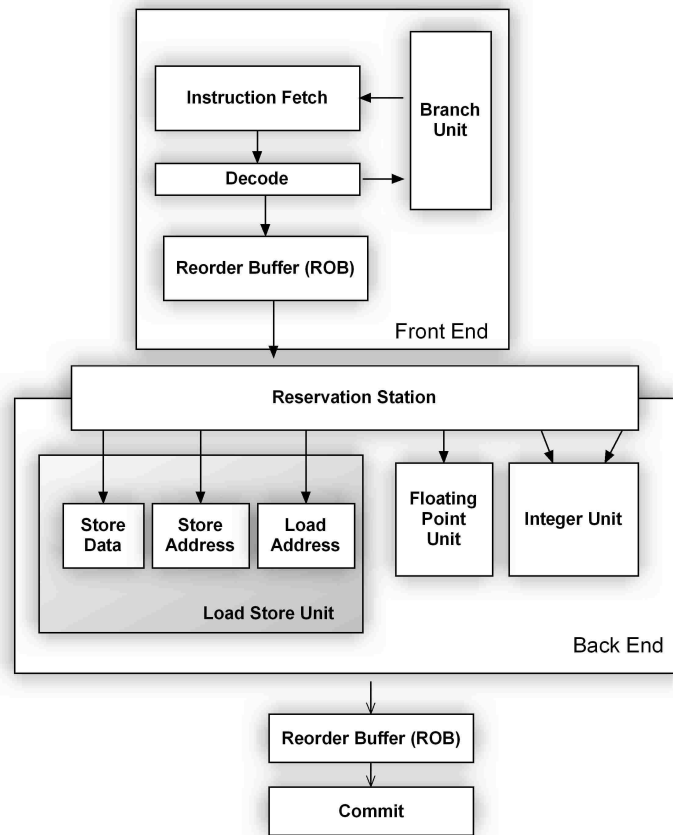 Instruction Fetch
Branch
Unit
Decode
Reorder Buffer (ROB)
Front End
Reservation Station
Store
Data
Store
Address
Load
Address
Floating
Point
Unit
Integer Unit
Load Store Unit
Back End
Reorder Buffer (ROB)
Commit